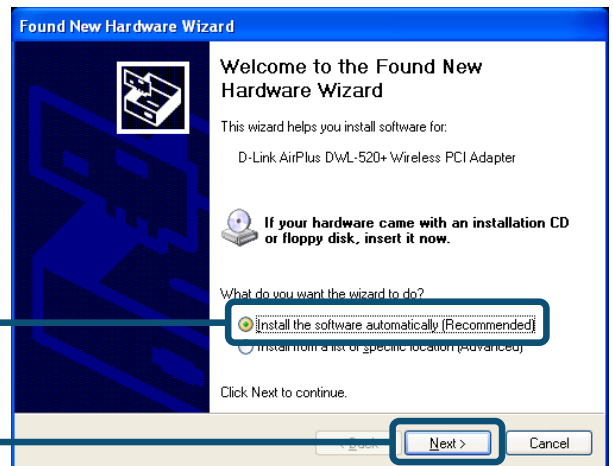 Found New Hardware Wizard
Welcome to the Found New
Hardware Wizard
This wizard helps you install software for:
D-Link AirPlus DWL-520+ Wireless PCI Adapter
If your hardware came with an installation CD
or floppy disk, insert it now.
What do you want the wizard to do?
Install the software automatically (Recommended)
Install from a list or specific location (Advanced)
Click Next to continue.
< Back
Next >
Cancel